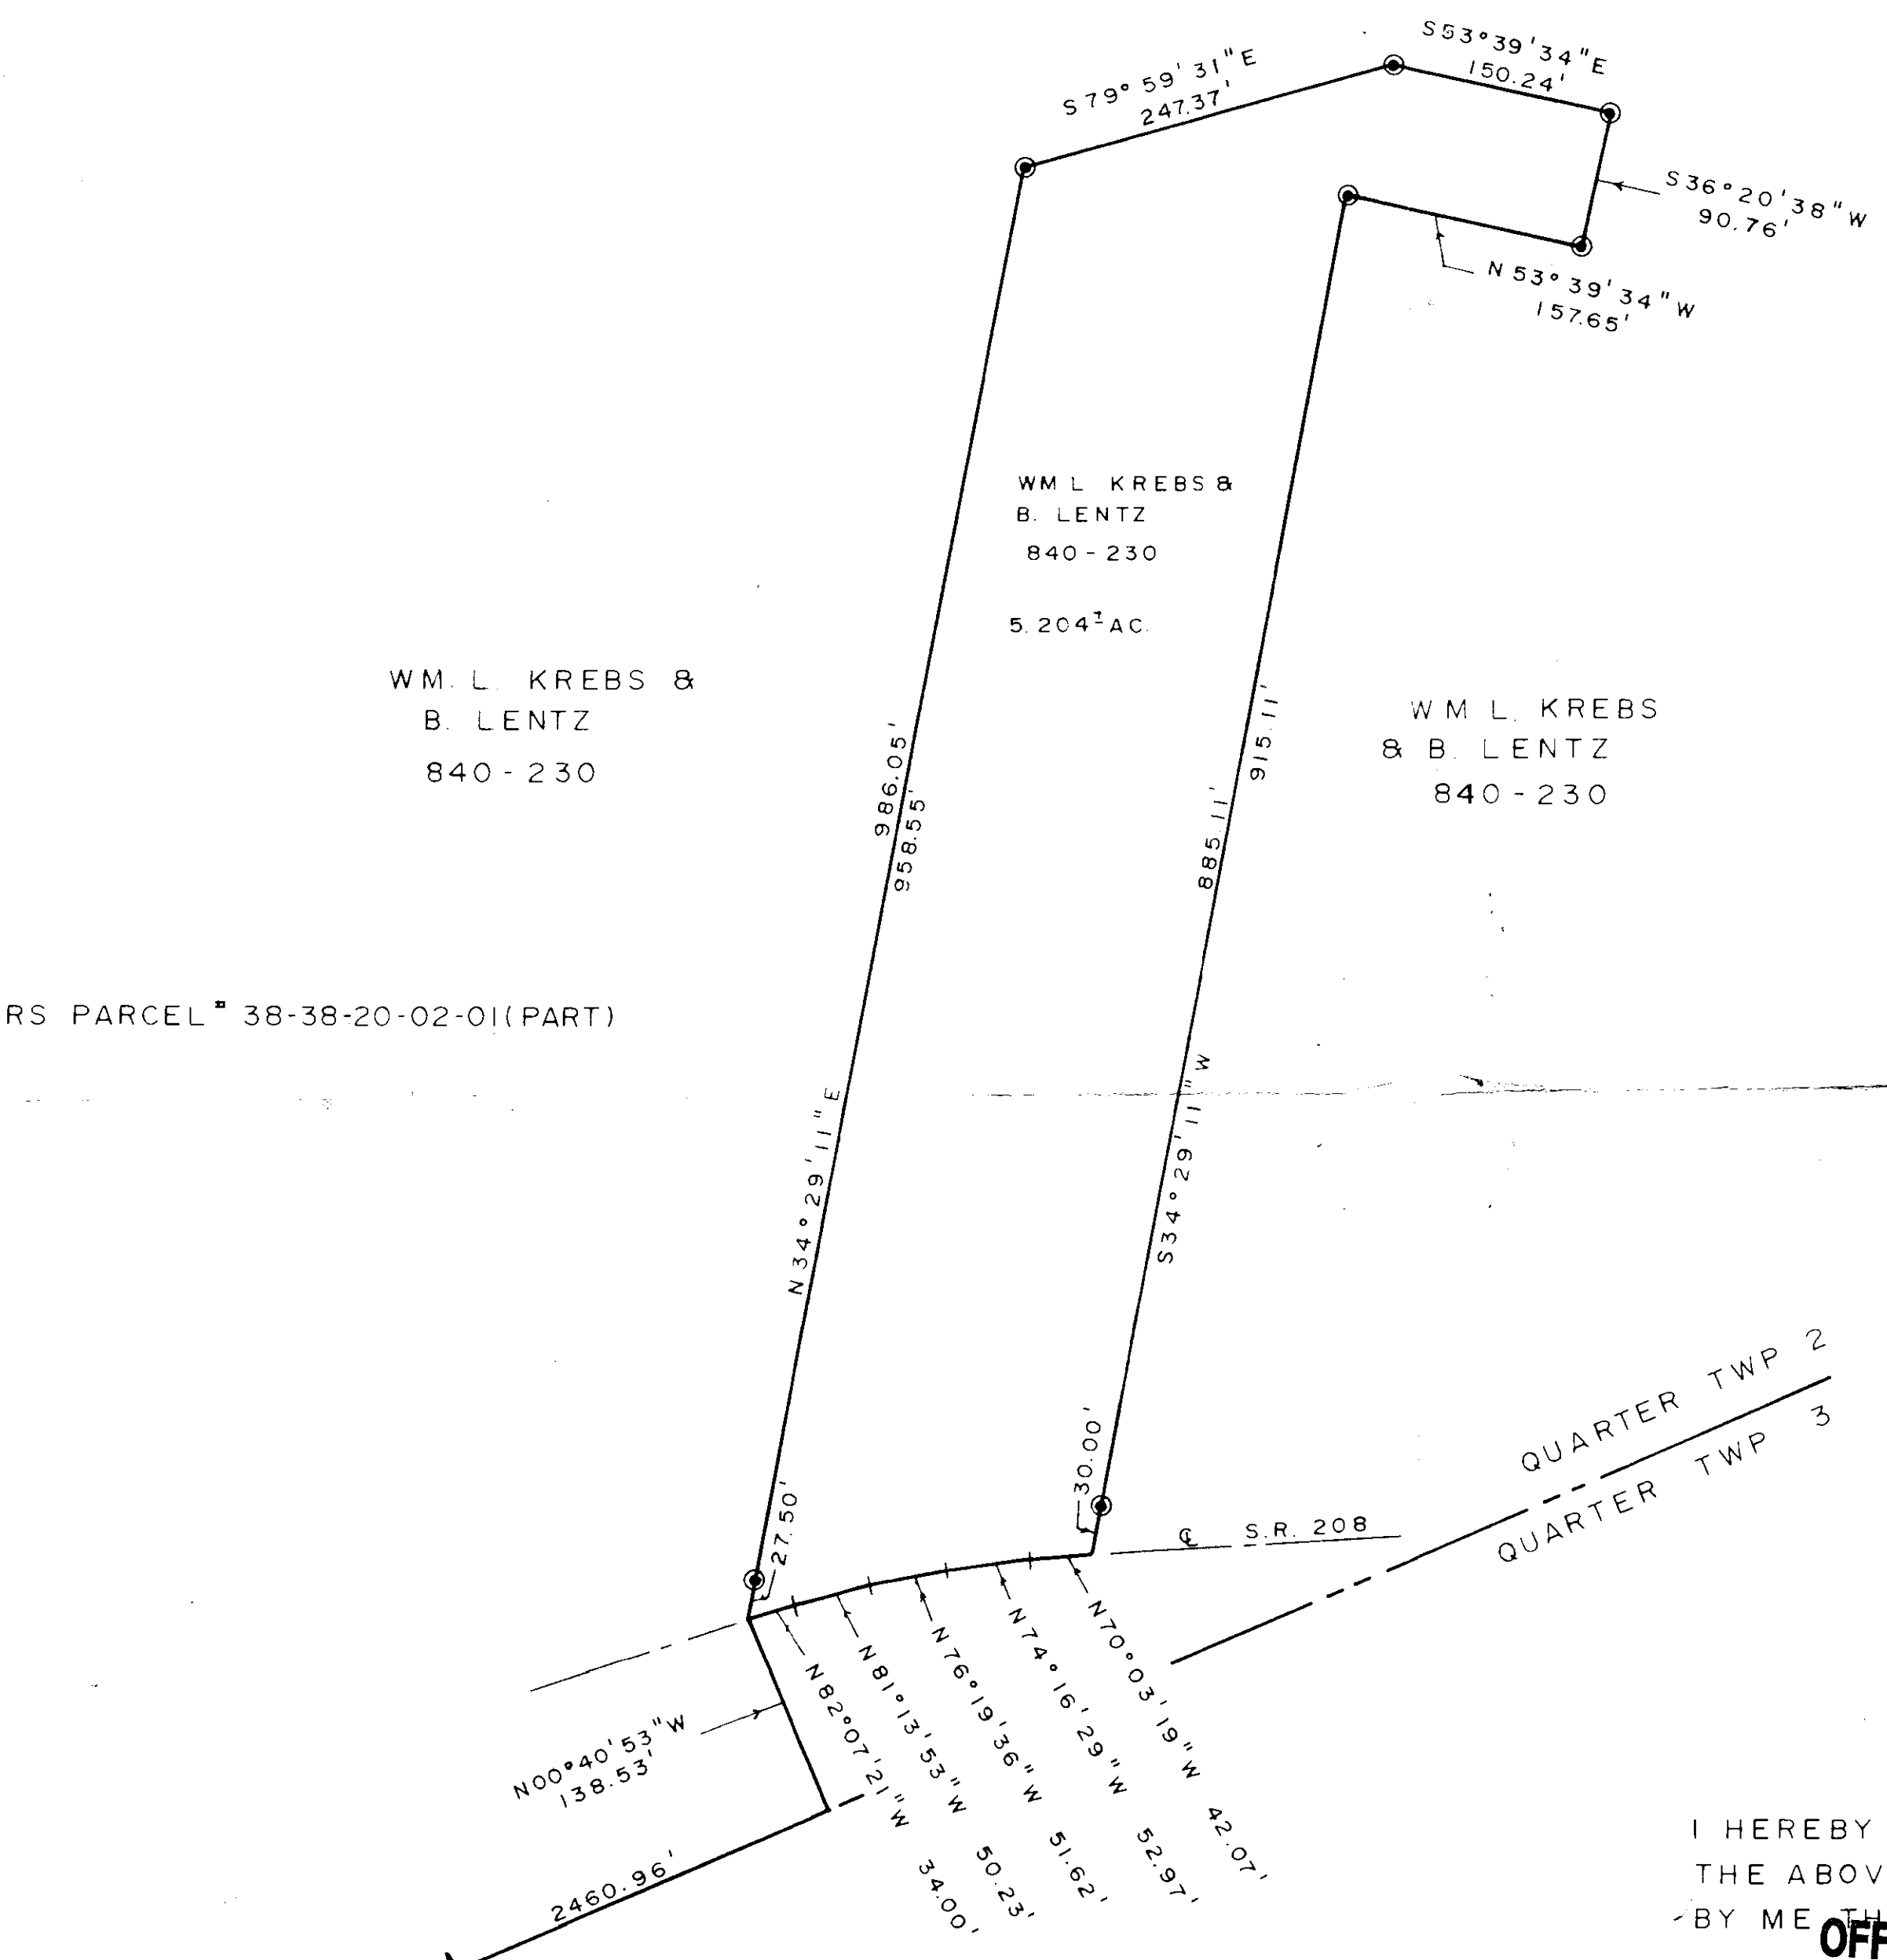 S53°39'34"E
150.24'
S79°59'31"E
247.37'
S36°20'38"W
90.76'
N53°39'34"W
157.65'
WM L KREBS &
B. LENTZ
840-230
5.204± AC.
WM. L. KREBS &
B. LENTZ
840-230
WM L. KREBS
& B. LENTZ
840-230
986.05'
958.55'
915.11'
885.11'
RS PARCEL # 38-38-20-02-01(PART)
N34°29'11"E
S34°29'11"W
QUARTER TWP 2
QUARTER TWP 3
30.00'
27.50'
℄ S.R. 208
N00°40'53"W
138.53'
N82°07'21"W 34.00'
N81°13'53"W 50.23'
N76°19'36"W 51.62'
N74°16'29"W 52.97'
N70°03'19"W 42.07'
2460.96'
I HEREBY
THE ABOV
BY ME TH
OFF